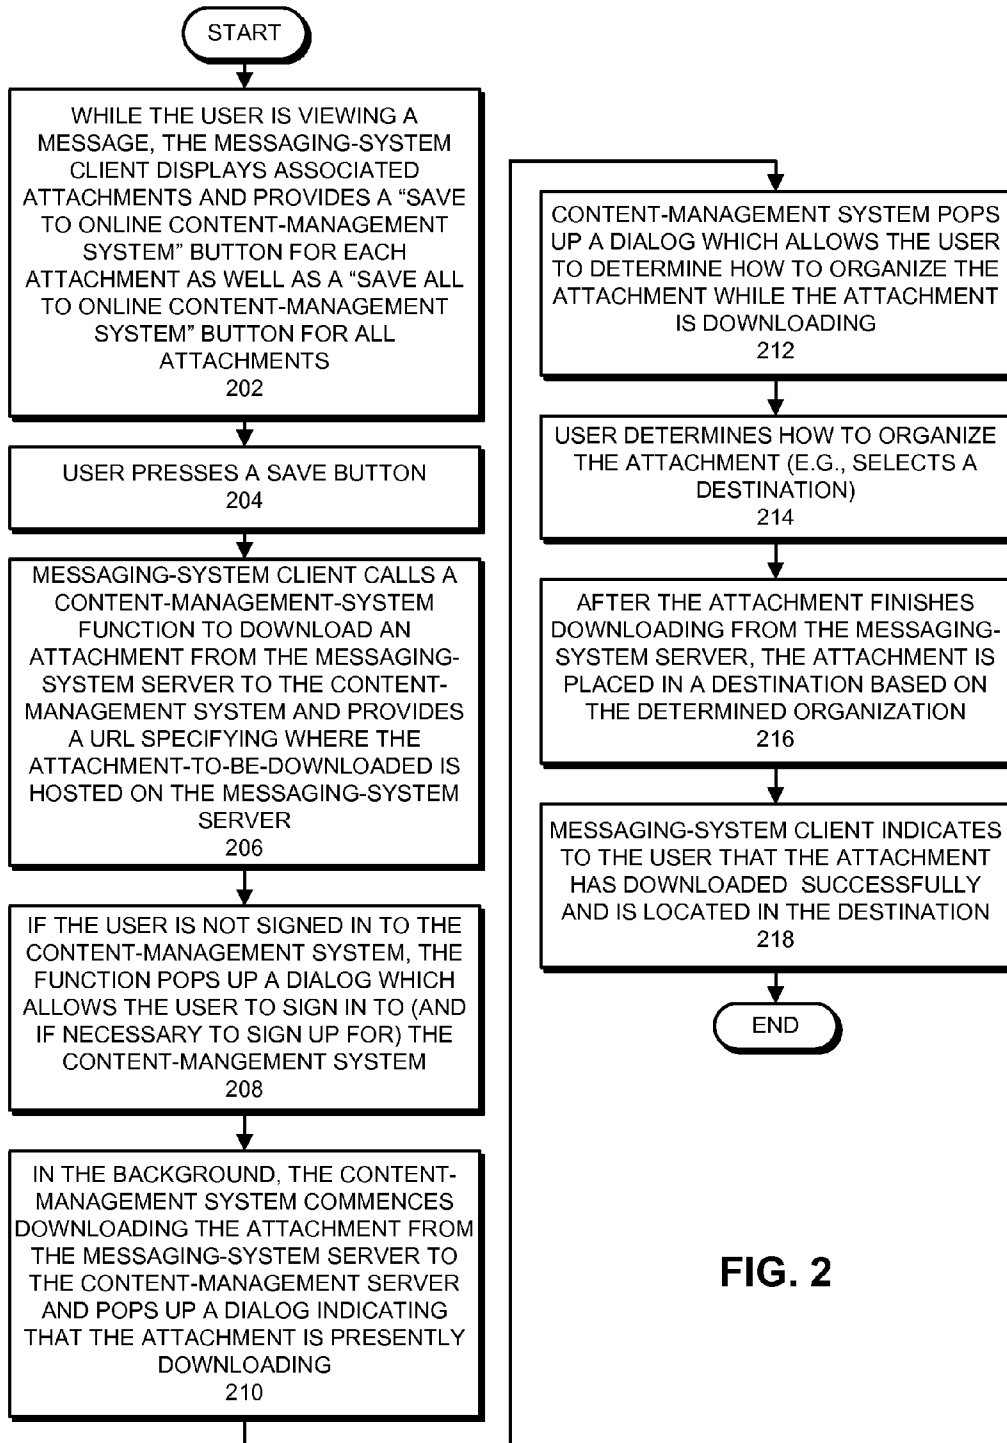 START
WHILE THE USER IS VIEWING A
MESSAGE, THE MESSAGING-SYSTEM
CLIENT DISPLAYS ASSOCIATED
ATTACHMENTS AND PROVIDES A “SAVE
TO ONLINE CONTENT-MANAGEMENT
SYSTEM” BUTTON FOR EACH
ATTACHMENT AS WELL AS A “SAVE ALL
TO ONLINE CONTENT-MANAGEMENT
SYSTEM” BUTTON FOR ALL
ATTACHMENTS
202
USER PRESSES A SAVE BUTTON
204
MESSAGING-SYSTEM CLIENT CALLS A
CONTENT-MANAGEMENT-SYSTEM
FUNCTION TO DOWNLOAD AN
ATTACHMENT FROM THE MESSAGING-
SYSTEM SERVER TO THE CONTENT-
MANAGEMENT SYSTEM AND PROVIDES
A URL SPECIFYING WHERE THE
ATTACHMENT-TO-BE-DOWNLOADED IS
HOSTED ON THE MESSAGING-SYSTEM
SERVER
206
IF THE USER IS NOT SIGNED IN TO THE
CONTENT-MANAGEMENT SYSTEM, THE
FUNCTION POPS UP A DIALOG WHICH
ALLOWS THE USER TO SIGN IN TO (AND
IF NECESSARY TO SIGN UP FOR) THE
CONTENT-MANGEMENT SYSTEM
208
IN THE BACKGROUND, THE CONTENT-
MANAGEMENT SYSTEM COMMENCES
DOWNLOADING THE ATTACHMENT FROM
THE MESSAGING-SYSTEM SERVER TO
THE CONTENT-MANAGEMENT SERVER
AND POPS UP A DIALOG INDICATING
THAT THE ATTACHMENT IS PRESENTLY
DOWNLOADING
210
CONTENT-MANAGEMENT SYSTEM POPS
UP A DIALOG WHICH ALLOWS THE USER
TO DETERMINE HOW TO ORGANIZE THE
ATTACHMENT WHILE THE ATTACHMENT
IS DOWNLOADING
212
USER DETERMINES HOW TO ORGANIZE
THE ATTACHMENT (E.G., SELECTS A
DESTINATION)
214
AFTER THE ATTACHMENT FINISHES
DOWNLOADING FROM THE MESSAGING-
SYSTEM SERVER, THE ATTACHMENT IS
PLACED IN A DESTINATION BASED ON
THE DETERMINED ORGANIZATION
216
MESSAGING-SYSTEM CLIENT INDICATES
TO THE USER THAT THE ATTACHMENT
HAS DOWNLOADED SUCCESSFULLY
AND IS LOCATED IN THE DESTINATION
218
END
FIG. 2